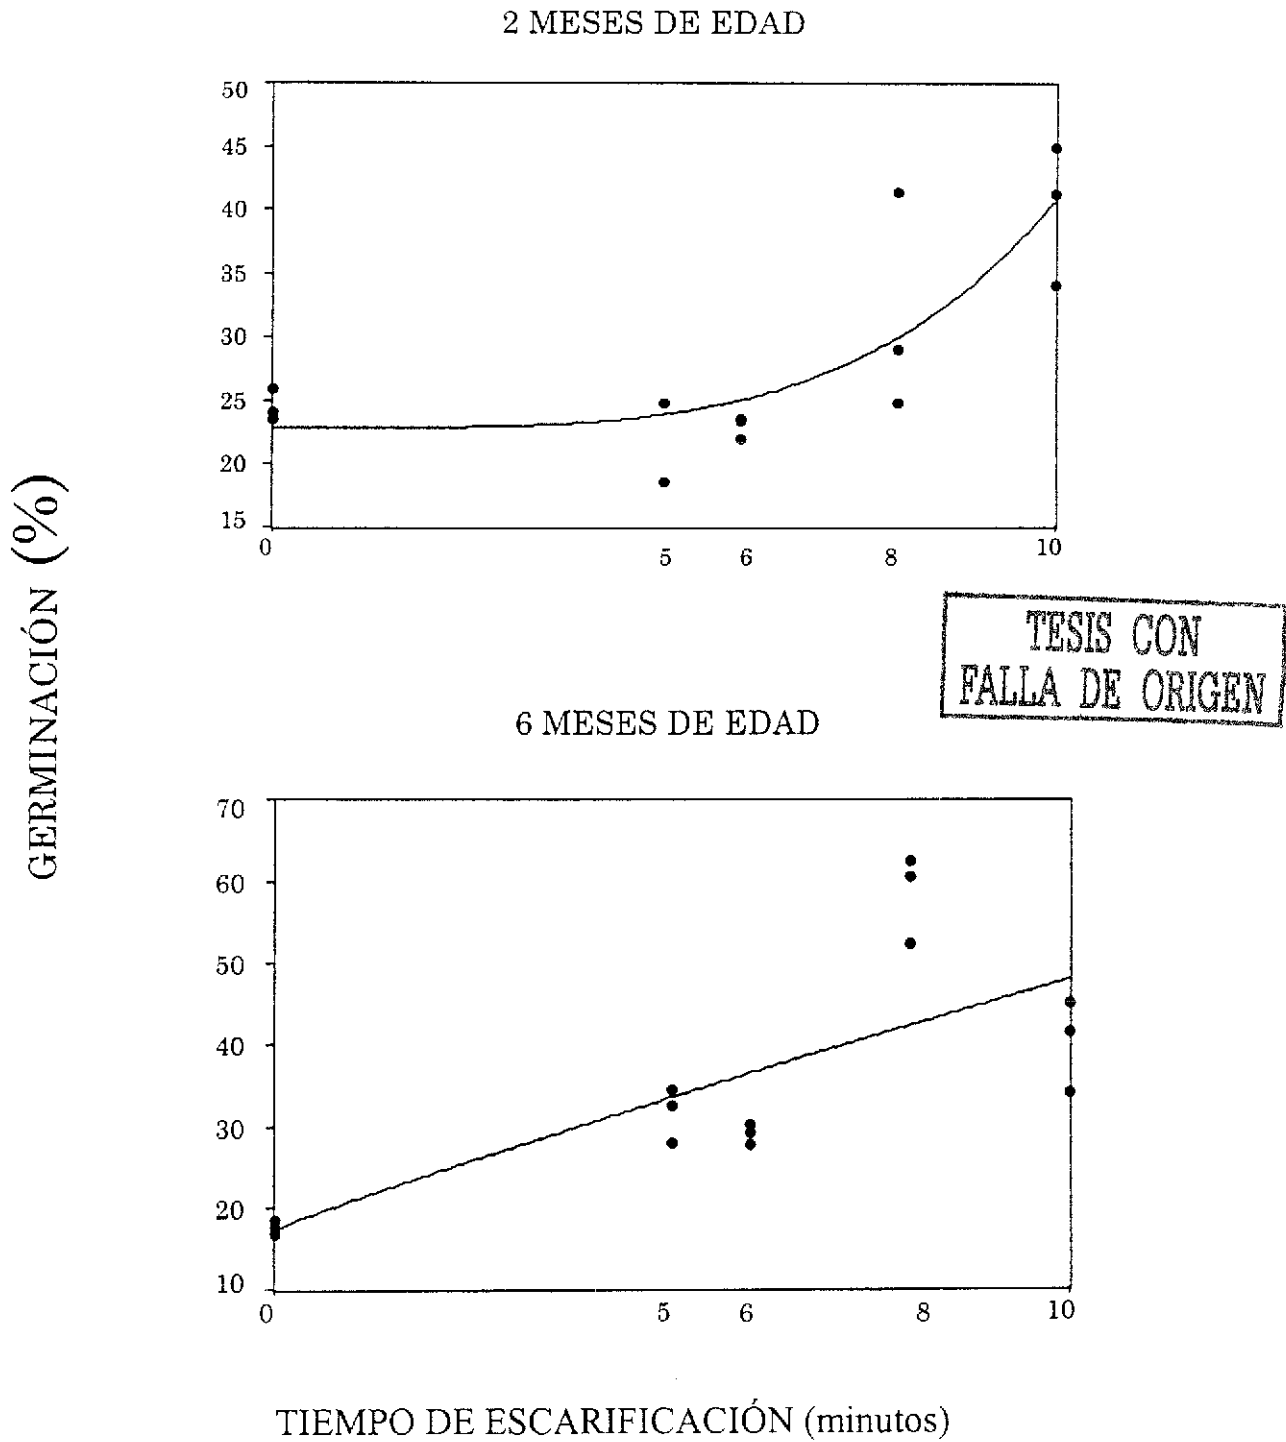 2 MESES DE EDAD
50
45
40
35
30
25
20
15
0 5 6 8 10
GERMINACIÓN (%)
TESIS CON
FALLA DE ORIGEN
6 MESES DE EDAD
70
60
50
40
30
20
10
0 5 6 8 10
TIEMPO DE ESCARIFICACIÓN (minutos)